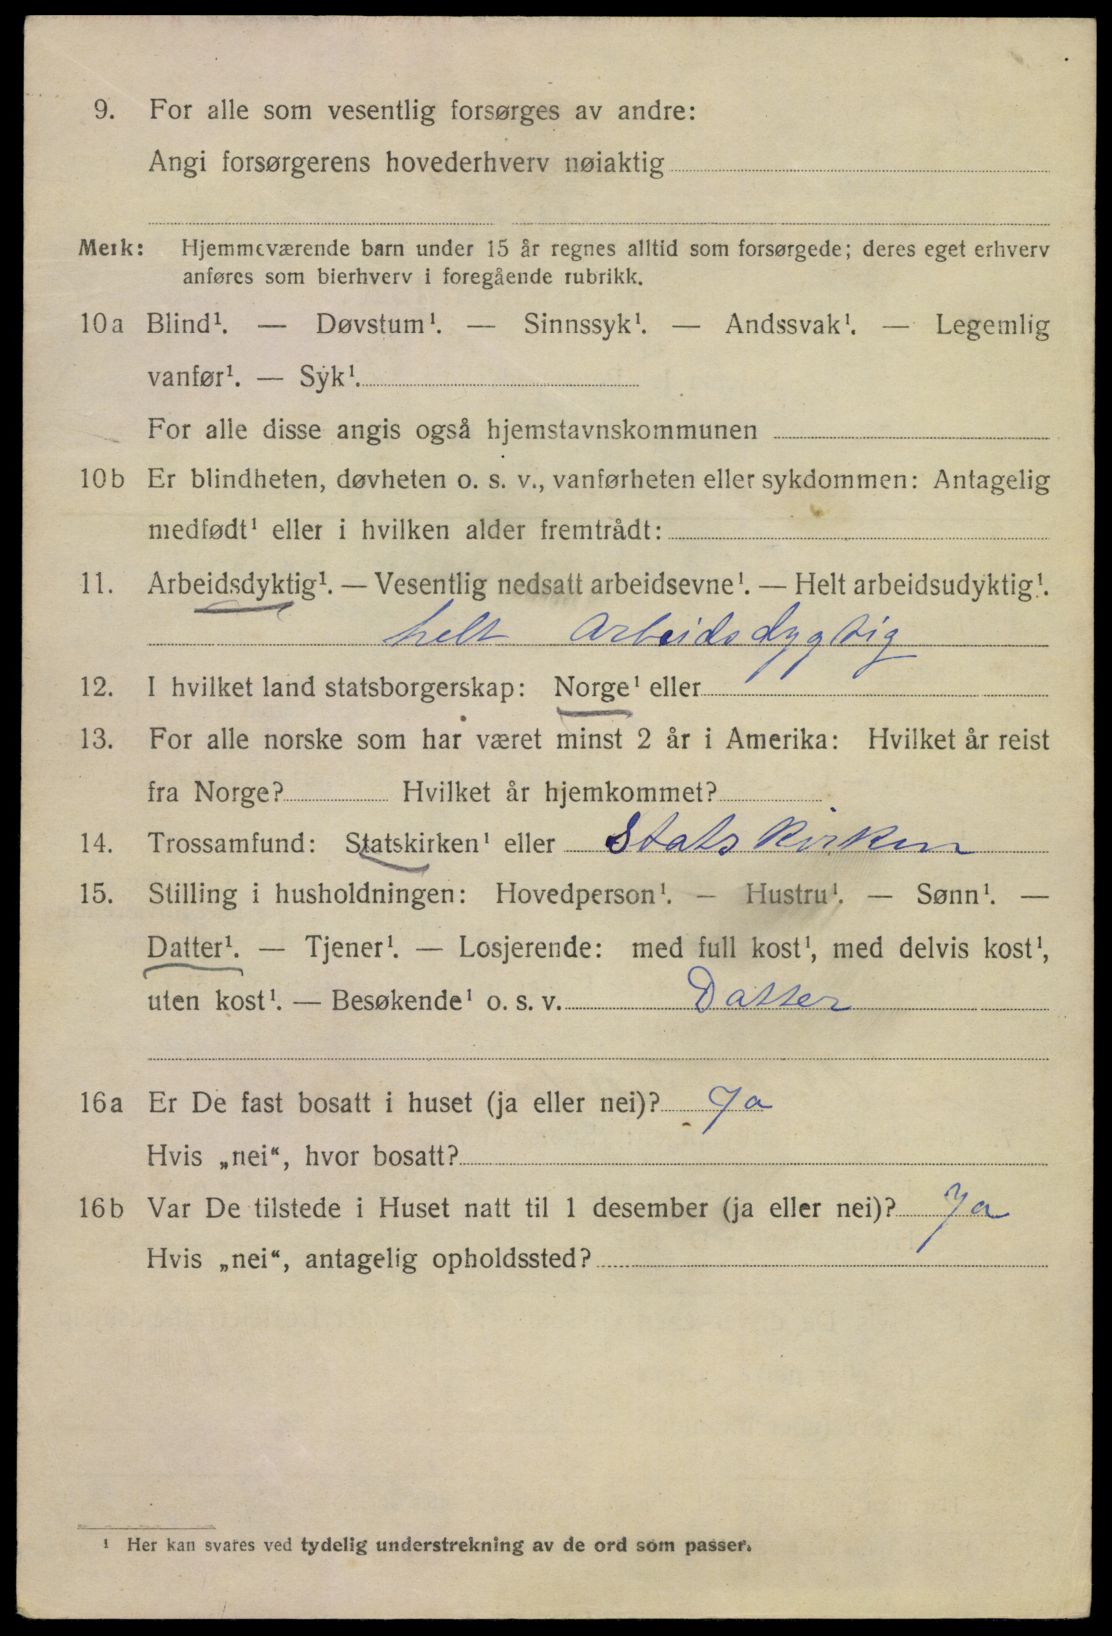 9. For alle som vesentlig forsørges av andre:
Angi forsørgerens hovederhverv nøiaktig
Merk: Hjemmeværende barn under 15 år regnes alltid som forsørgede; deres eget erhverv
anføres som bierhverv i foregående rubrikk.
10a Blind¹. — Døvstum¹. — Sinnssyk¹. — Andssvak¹. — Legemlig
vanfør¹. — Syk¹.
For alle disse angis også hjemstavnskommunen
10b Er blindheten, døvheten o. s. v., vanførheten eller sykdommen: Antagelig
medfødt¹ eller i hvilken alder fremtrådt:
11. Arbeidsdyktig¹. — Vesentlig nedsatt arbeidsevne¹. — Helt arbeidsudyktig¹.
helt Arbeidsdygtig
12. I hvilket land statsborgerskap: Norge¹ eller
13. For alle norske som har været minst 2 år i Amerika: Hvilket år reist
fra Norge? Hvilket år hjemkommet?
14. Trossamfund: Statskirken¹ eller Statskirken
15. Stilling i husholdningen: Hovedperson¹. — Hustru¹. — Sønn¹. —
Datter¹. — Tjener¹. — Losjerende: med full kost¹, med delvis kost¹,
uten kost¹. — Besøkende¹ o. s. v. Datter
16a Er De fast bosatt i huset (ja eller nei)? Ja
Hvis „nei“, hvor bosatt?
16b Var De tilstede i Huset natt til 1 desember (ja eller nei)? Ja
Hvis „nei“, antagelig opholdssted?
¹ Her kan svares ved tydelig understrekning av de ord som passer.